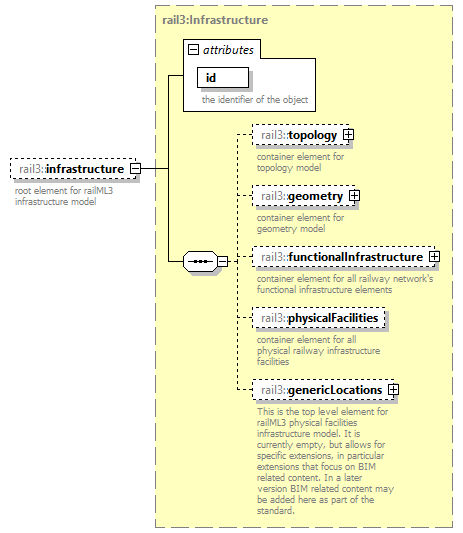 rail3:Infrastructure
attributes
id
the identifier of the object
rail3::infrastructure
root element for railML3
infrastructure model
rail3::topology
container element for
topology model
rail3::geometry
container element for
geometry model
rail3::functionalInfrastructure
container element for all railway network's
functional infrastructure elements
rail3::physicalFacilities
container element for all
physical railway infrastructure
facilities
rail3::genericLocations
This is the top level element for
railML3 physical facilities
infrastructure model. It is
currently empty, but allows for
specific extensions, in particular
extensions that focus on BIM
related content. In a later
version BIM related content may
be added here as part of the
standard.